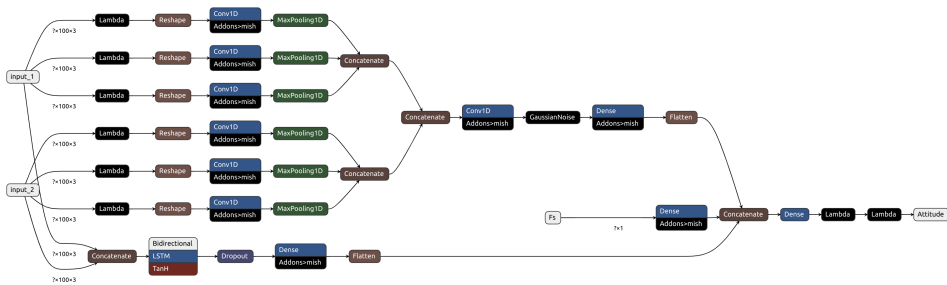 Lambda Reshape Conv1D MaxPooling1D
Addons>mish
?×100×3
Lambda Reshape Conv1D MaxPooling1D Concatenate
Addons>mish
?×100×3
input_1
Lambda Reshape Conv1D MaxPooling1D
Addons>mish
?×100×3
Concatenate Conv1D GaussianNoise Dense Flatten
Addons>mish Addons>mish
Lambda Reshape Conv1D MaxPooling1D
Addons>mish
?×100×3
Lambda Reshape Conv1D MaxPooling1D Concatenate
Addons>mish
?×100×3
input_2
Lambda Reshape Conv1D MaxPooling1D
Addons>mish
?×100×3
Fs Dense Concatenate Dense Lambda Lambda Attitude
Addons>mish
?×1
?×100×3
Concatenate Bidirectional Dropout Dense Flatten
LSTM Addons>mish
TanH
?×100×3